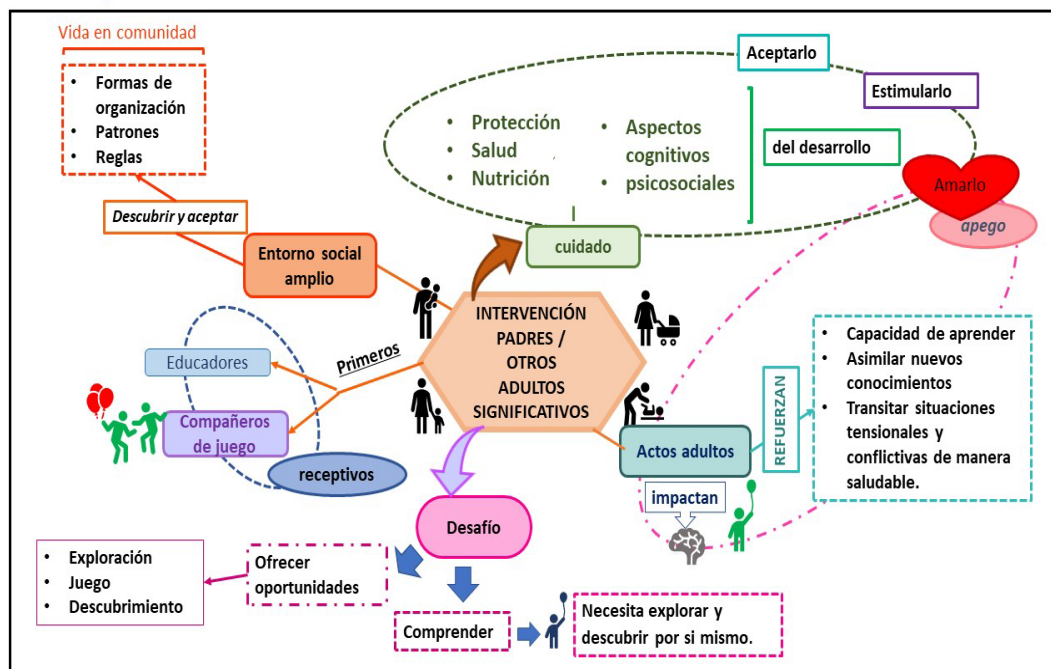 Vida en comunidad
• Formas de
organización
• Patrones
• Reglas
Descubrir y aceptar
Entorno social
amplio
Aceptarlo
Estimularlo
• Protección
• Salud
• Nutrición
• Aspectos
cognitivos
• psicosociales
del desarrollo
Amarlo
apego
cuidado
INTERVENCIÓN
PADRES /
OTROS
ADULTOS
SIGNIFICATIVOS
Primeros
Educadores
Compañeros
de juego
receptivos
Actos adultos
REFUERZAN
• Capacidad de aprender
• Asimilar nuevos
conocimientos
• Transitar situaciones
tensionales y
conflictivas de manera
saludable.
impactan
Desafío
Ofrecer
oportunidades
• Exploración
• Juego
• Descubrimiento
Comprender
Necesita explorar y
descubrir por si mismo.